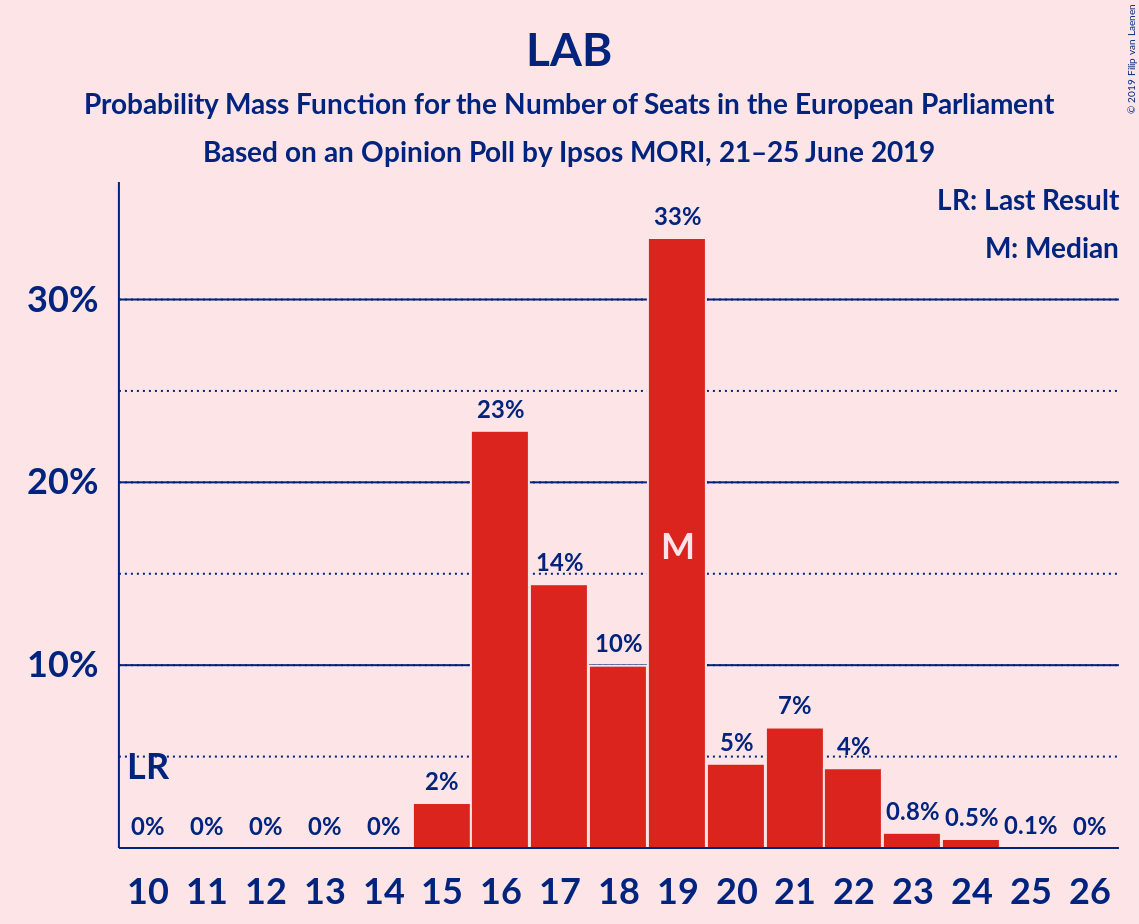 LAB
Probability Mass Function for the Number of Seats in the European Parliament
Based on an Opinion Poll by Ipsos MORI, 21–25 June 2019
© 2019 Filip van Laenen
LR: Last Result
M: Median
33%
30%
23%
20%
M
14%
10%
10%
7%
5%
4%
LR
2%
0% 0% 0% 0% 0% 0.8% 0.5% 0.1% 0%
10 11 12 13 14 15 16 17 18 19 20 21 22 23 24 25 26